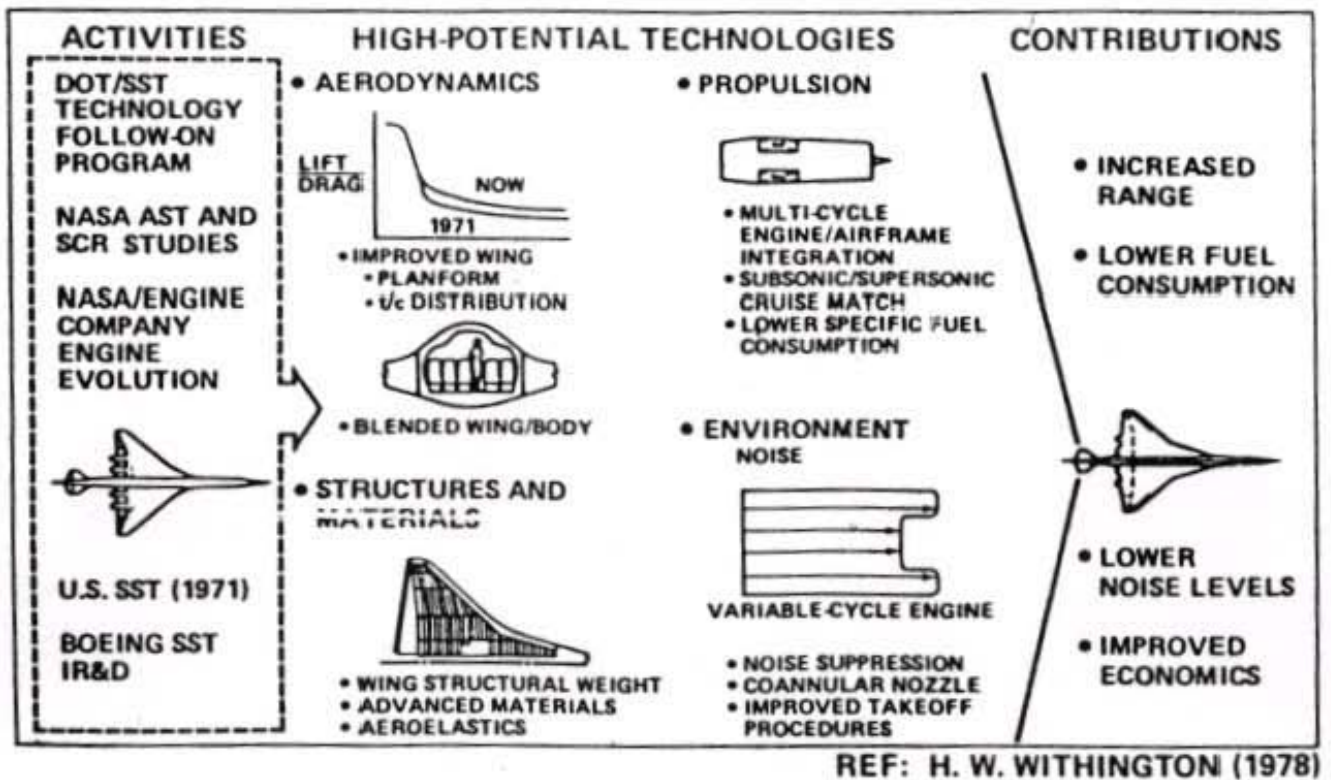 ACTIVITIES
DOT/SST
TECHNOLOGY
FOLLOW-ON
PROGRAM
NASA AST AND
SCR STUDIES
NASA/ENGINE
COMPANY
ENGINE
EVOLUTION
U.S. SST (1971)
BOEING SST
IR&D
HIGH-POTENTIAL TECHNOLOGIES
• AERODYNAMICS
LIFT
DRAG
NOW
1971
• IMPROVED WING
• PLANFORM
• t/c DISTRIBUTION
• BLENDED WING/BODY
• STRUCTURES AND
MATERIALS
• WING STRUCTURAL WEIGHT
• ADVANCED MATERIALS
• AEROELASTICS
• PROPULSION
• MULTI-CYCLE
ENGINE/AIRFRAME
INTEGRATION
• SUBSONIC/SUPERSONIC
CRUISE MATCH
• LOWER SPECIFIC FUEL
CONSUMPTION
• ENVIRONMENT
NOISE
VARIABLE-CYCLE ENGINE
• NOISE SUPPRESSION
• COANNULAR NOZZLE
• IMPROVED TAKEOFF
PROCEDURES
CONTRIBUTIONS
• INCREASED
RANGE
• LOWER FUEL
CONSUMPTION
• LOWER
NOISE LEVELS
• IMPROVED
ECONOMICS
REF: H. W. WITHINGTON (1978)